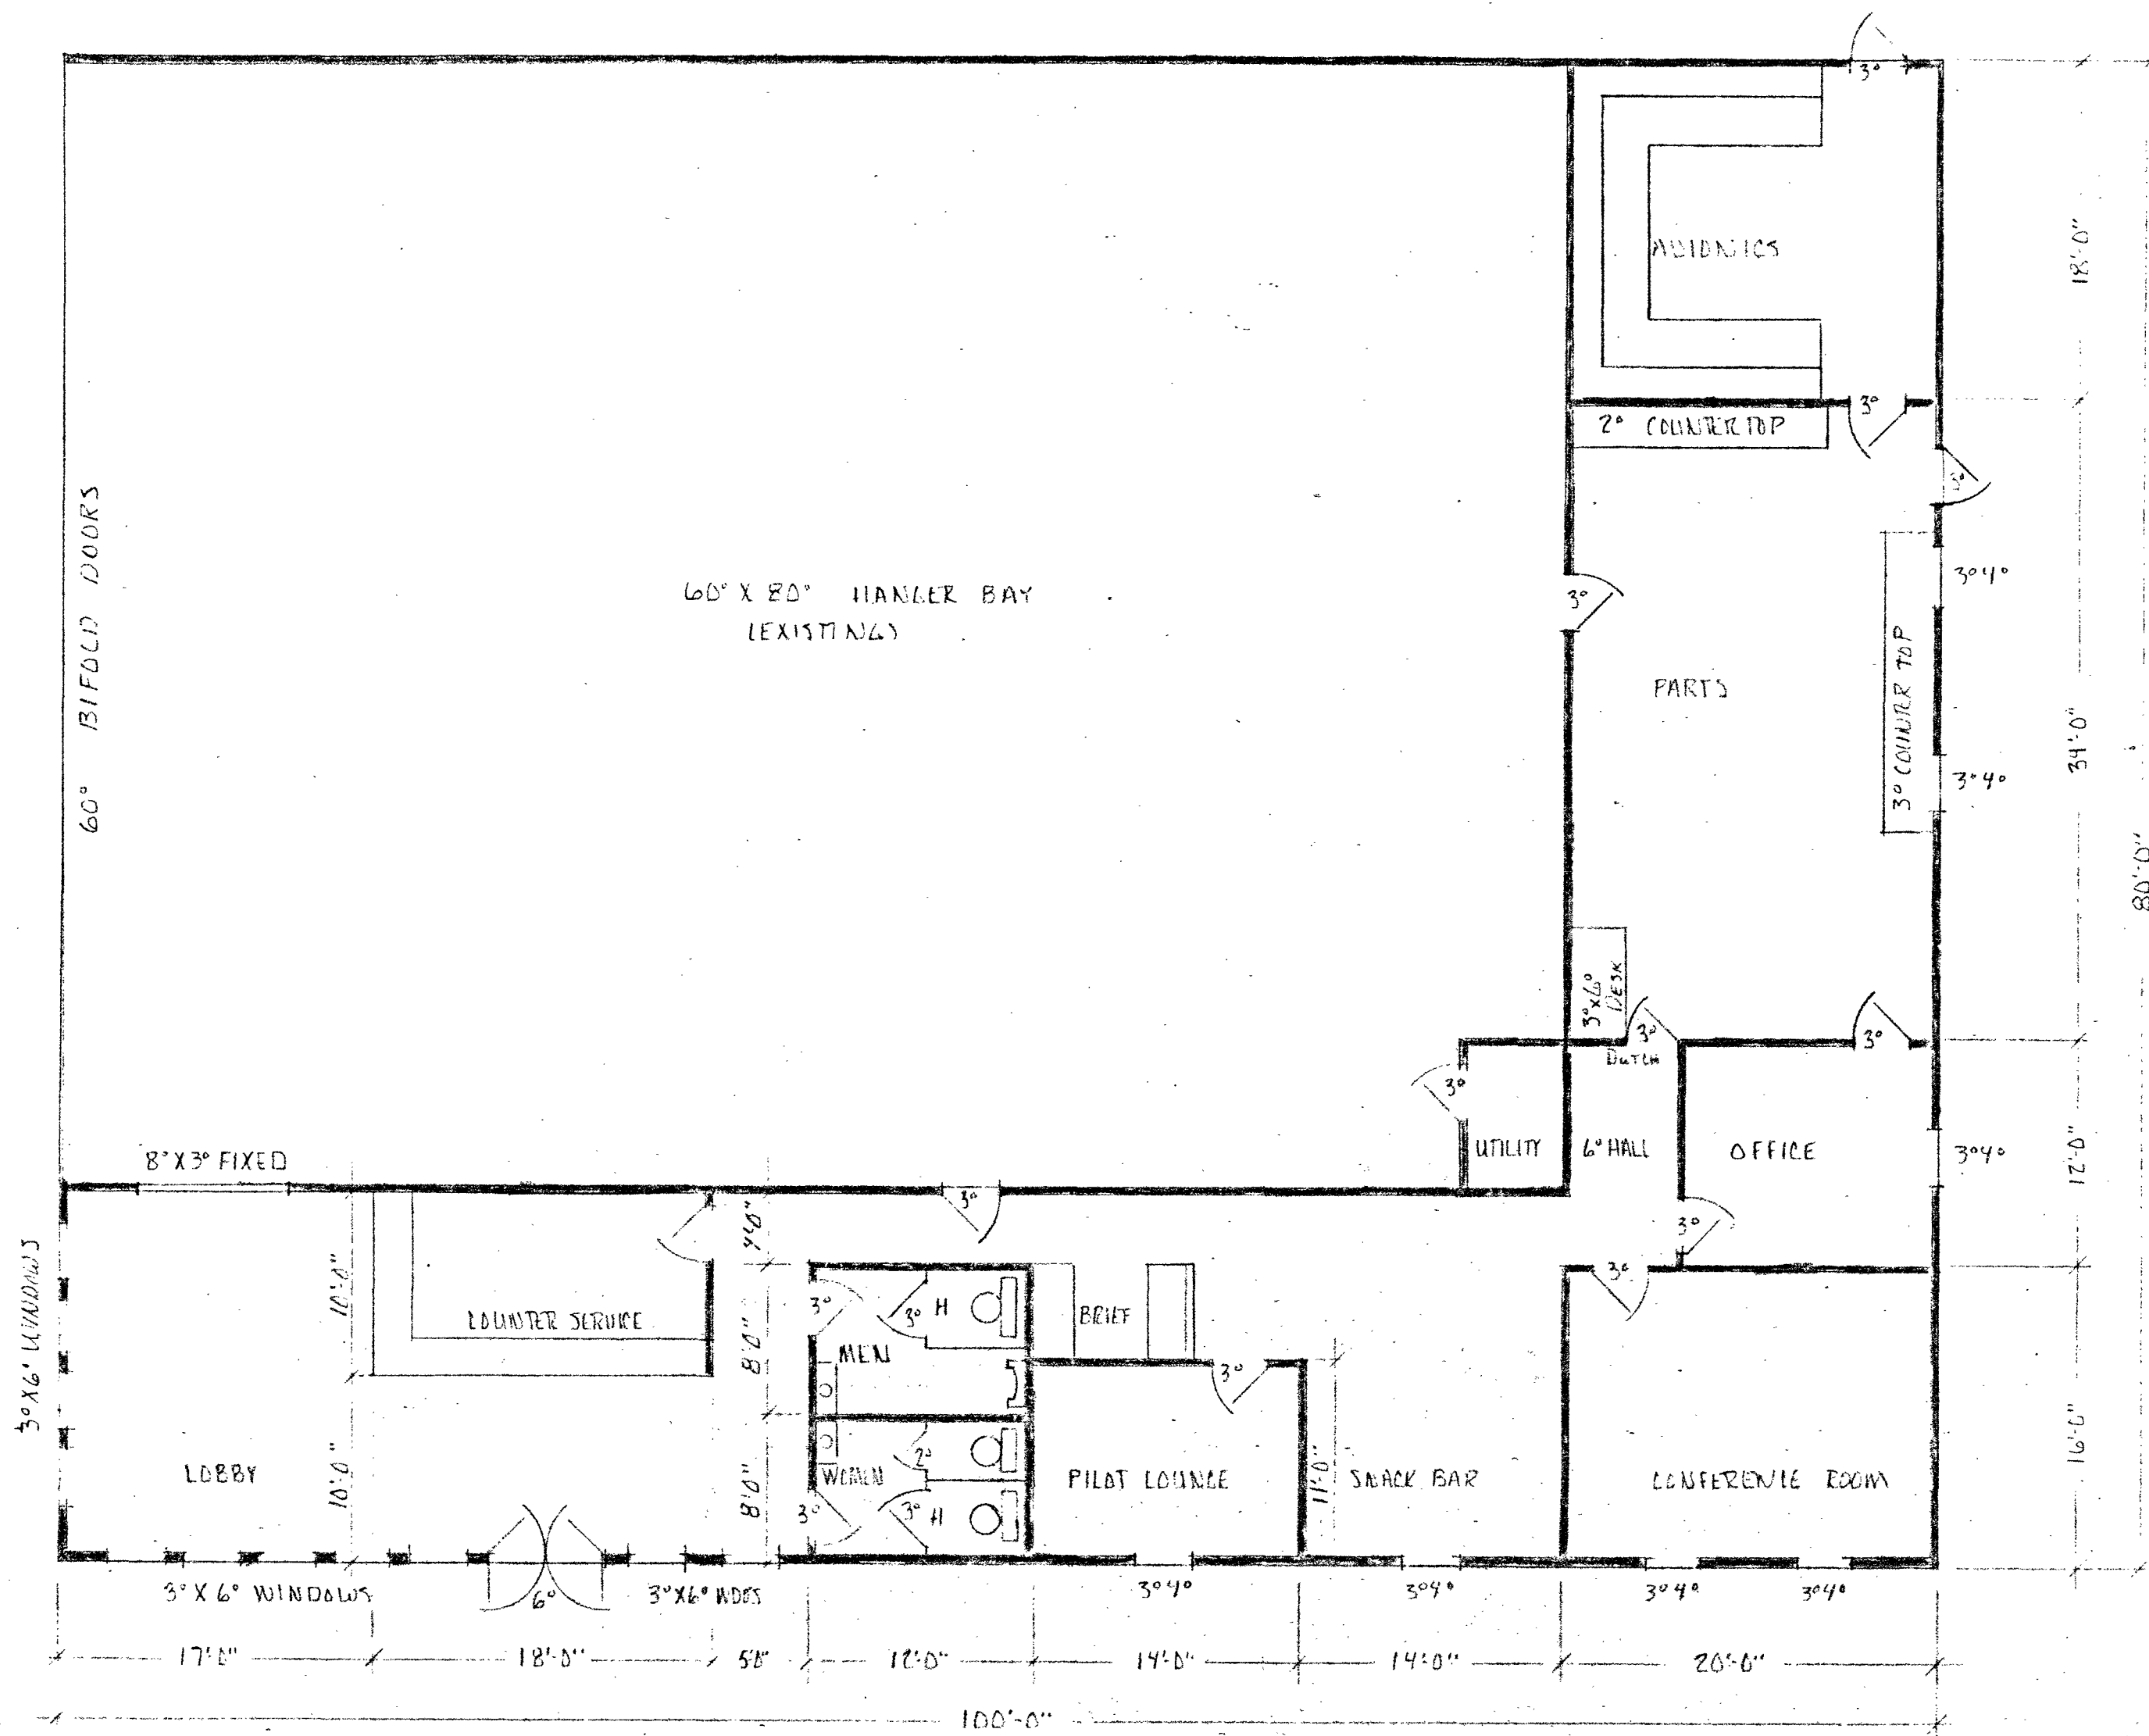 3°
AVIONICS
18'-0"
3°
2° COUNTERTOP
3°
60° BIFOLD DOORS
3°4°
60° X 80° HANGER BAY
(EXISTING)
3°
3° COUNTR TOP
PARTS
34'-0"
3°4°
80'-0"
3°x6°
DESK
3°
DUTCH
3°
3°
UTILITY
6° HALL
OFFICE
3°4°
12'-0"
8° X 3° FIXED
3°
4'-0"
3°
3° X 6° WINDOWS
10'-0"
COUNTER SERVICE
8'-0"
3°
3°
H
MEN
BRIEF
3°
3°
LOBBY
10'-0"
8'-0"
WOMEN
2°
3°
3°
H
PILOT LOUNGE
11'-0"
SNACK BAR
CONFERENCE ROOM
16'-0"
3° X 6° WINDOWS
6°
3° X 6° WDOS
3°4°
3°4°
3°4°
3°4°
17'-0"
18'-0"
5'-0"
12'-0"
14'-0"
14'-0"
20'-0"
100'-0"